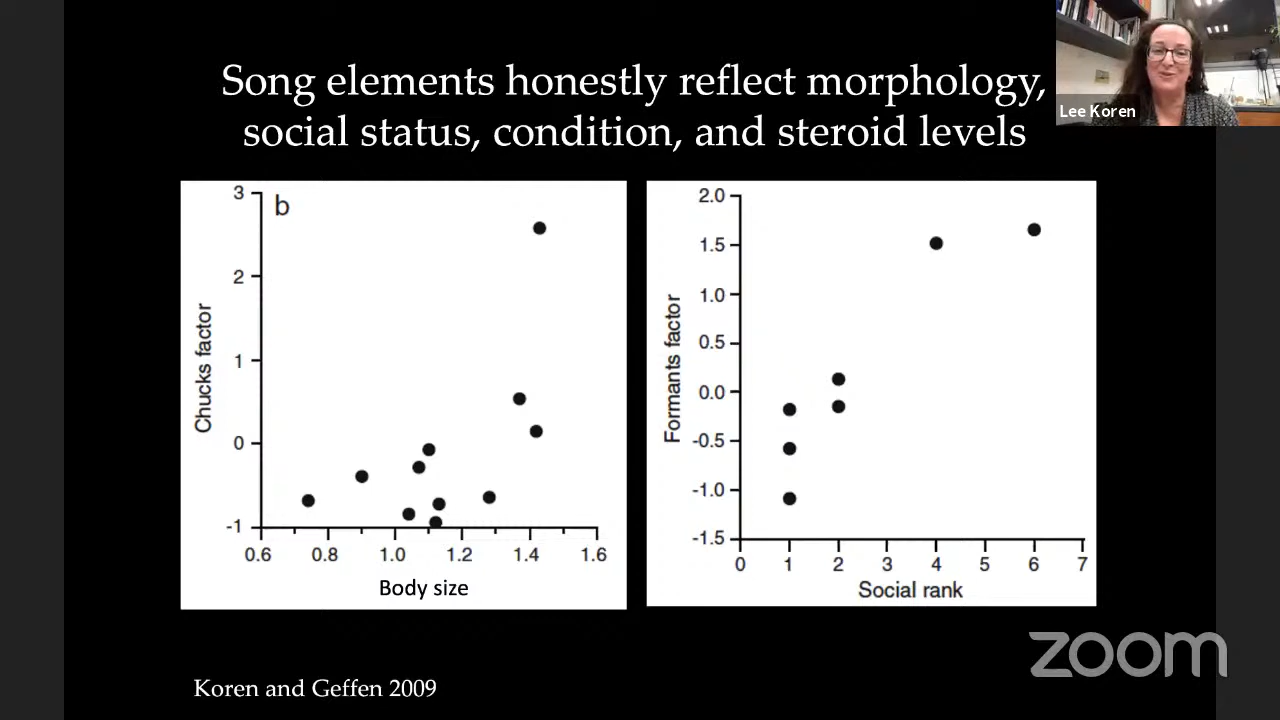 Song elements honestly reflect morphology,
social status, condition, and steroid levels
Lee Koren
b
3
2
1
0
-1
Chucks factor
0.6 0.8 1.0 1.2 1.4 1.6
Body size
2.0
1.5
1.0
0.5
0.0
-0.5
-1.0
-1.5
Formants factor
0 1 2 3 4 5 6 7
Social rank
zoom
Koren and Geffen 2009